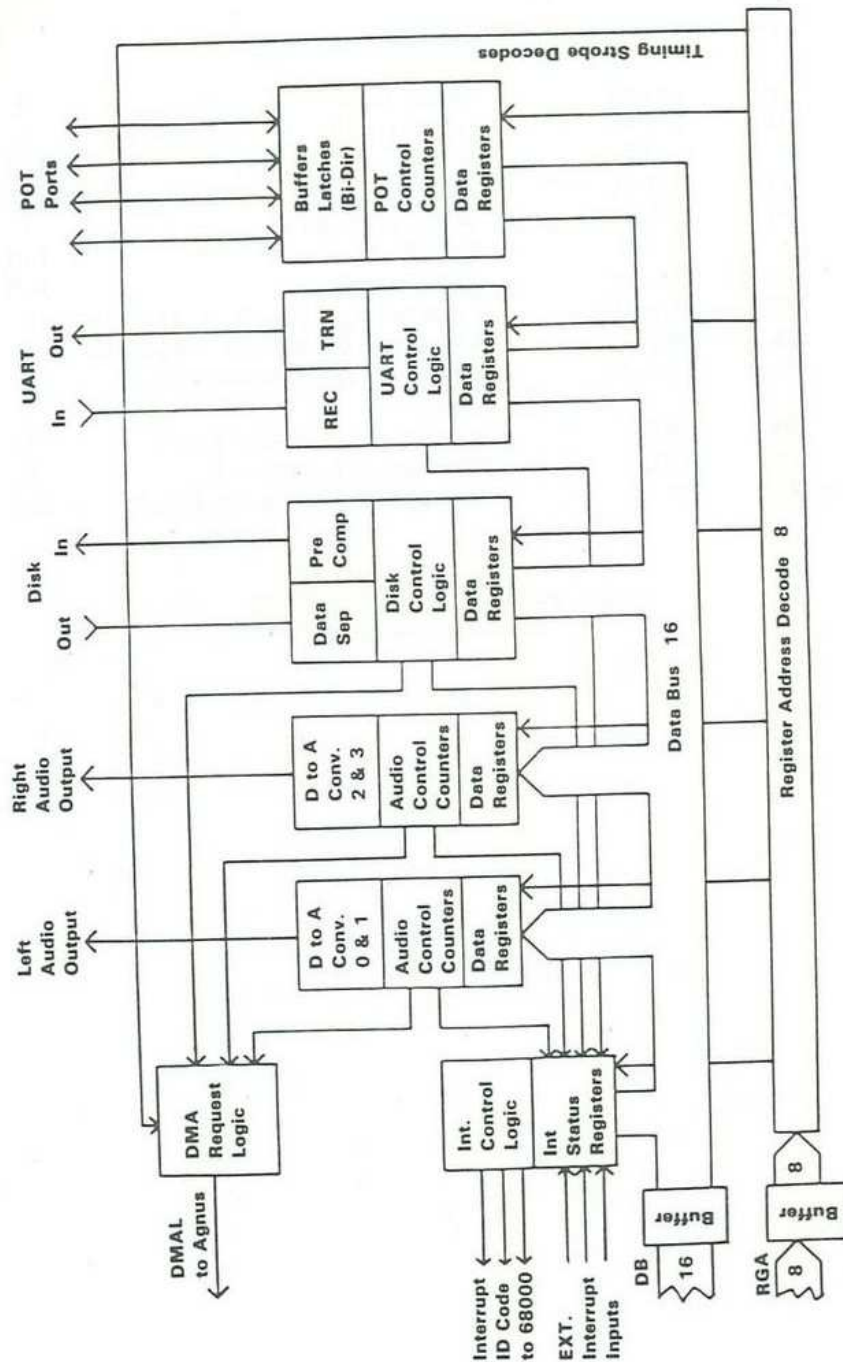 POT
Ports
UART
In
Out
Disk
Out
In
Right
Audio
Output
Left
Audio
Output
Timing Strobe Decodes
Buffers
Latches
(Bi-Dir)
POT
Control
Counters
Data
Registers
REC
TRN
UART
Control
Logic
Data
Registers
Data
Sep
Pre
Comp
Disk
Control
Logic
Data
Registers
D to A
Conv.
2 & 3
Audio
Control
Counters
Data
Registers
D to A
Conv.
0 & 1
Audio
Control
Counters
Data
Registers
DMA
Request
Logic
DMAL
to Agnus
Int.
Control
Logic
Int
Status
Registers
Interrupt
ID Code
to 68000
EXT.
Interrupt
Inputs
DB
16
Buffer
Data Bus 16
RGA
8
Buffer
8
Register Address Decode 8